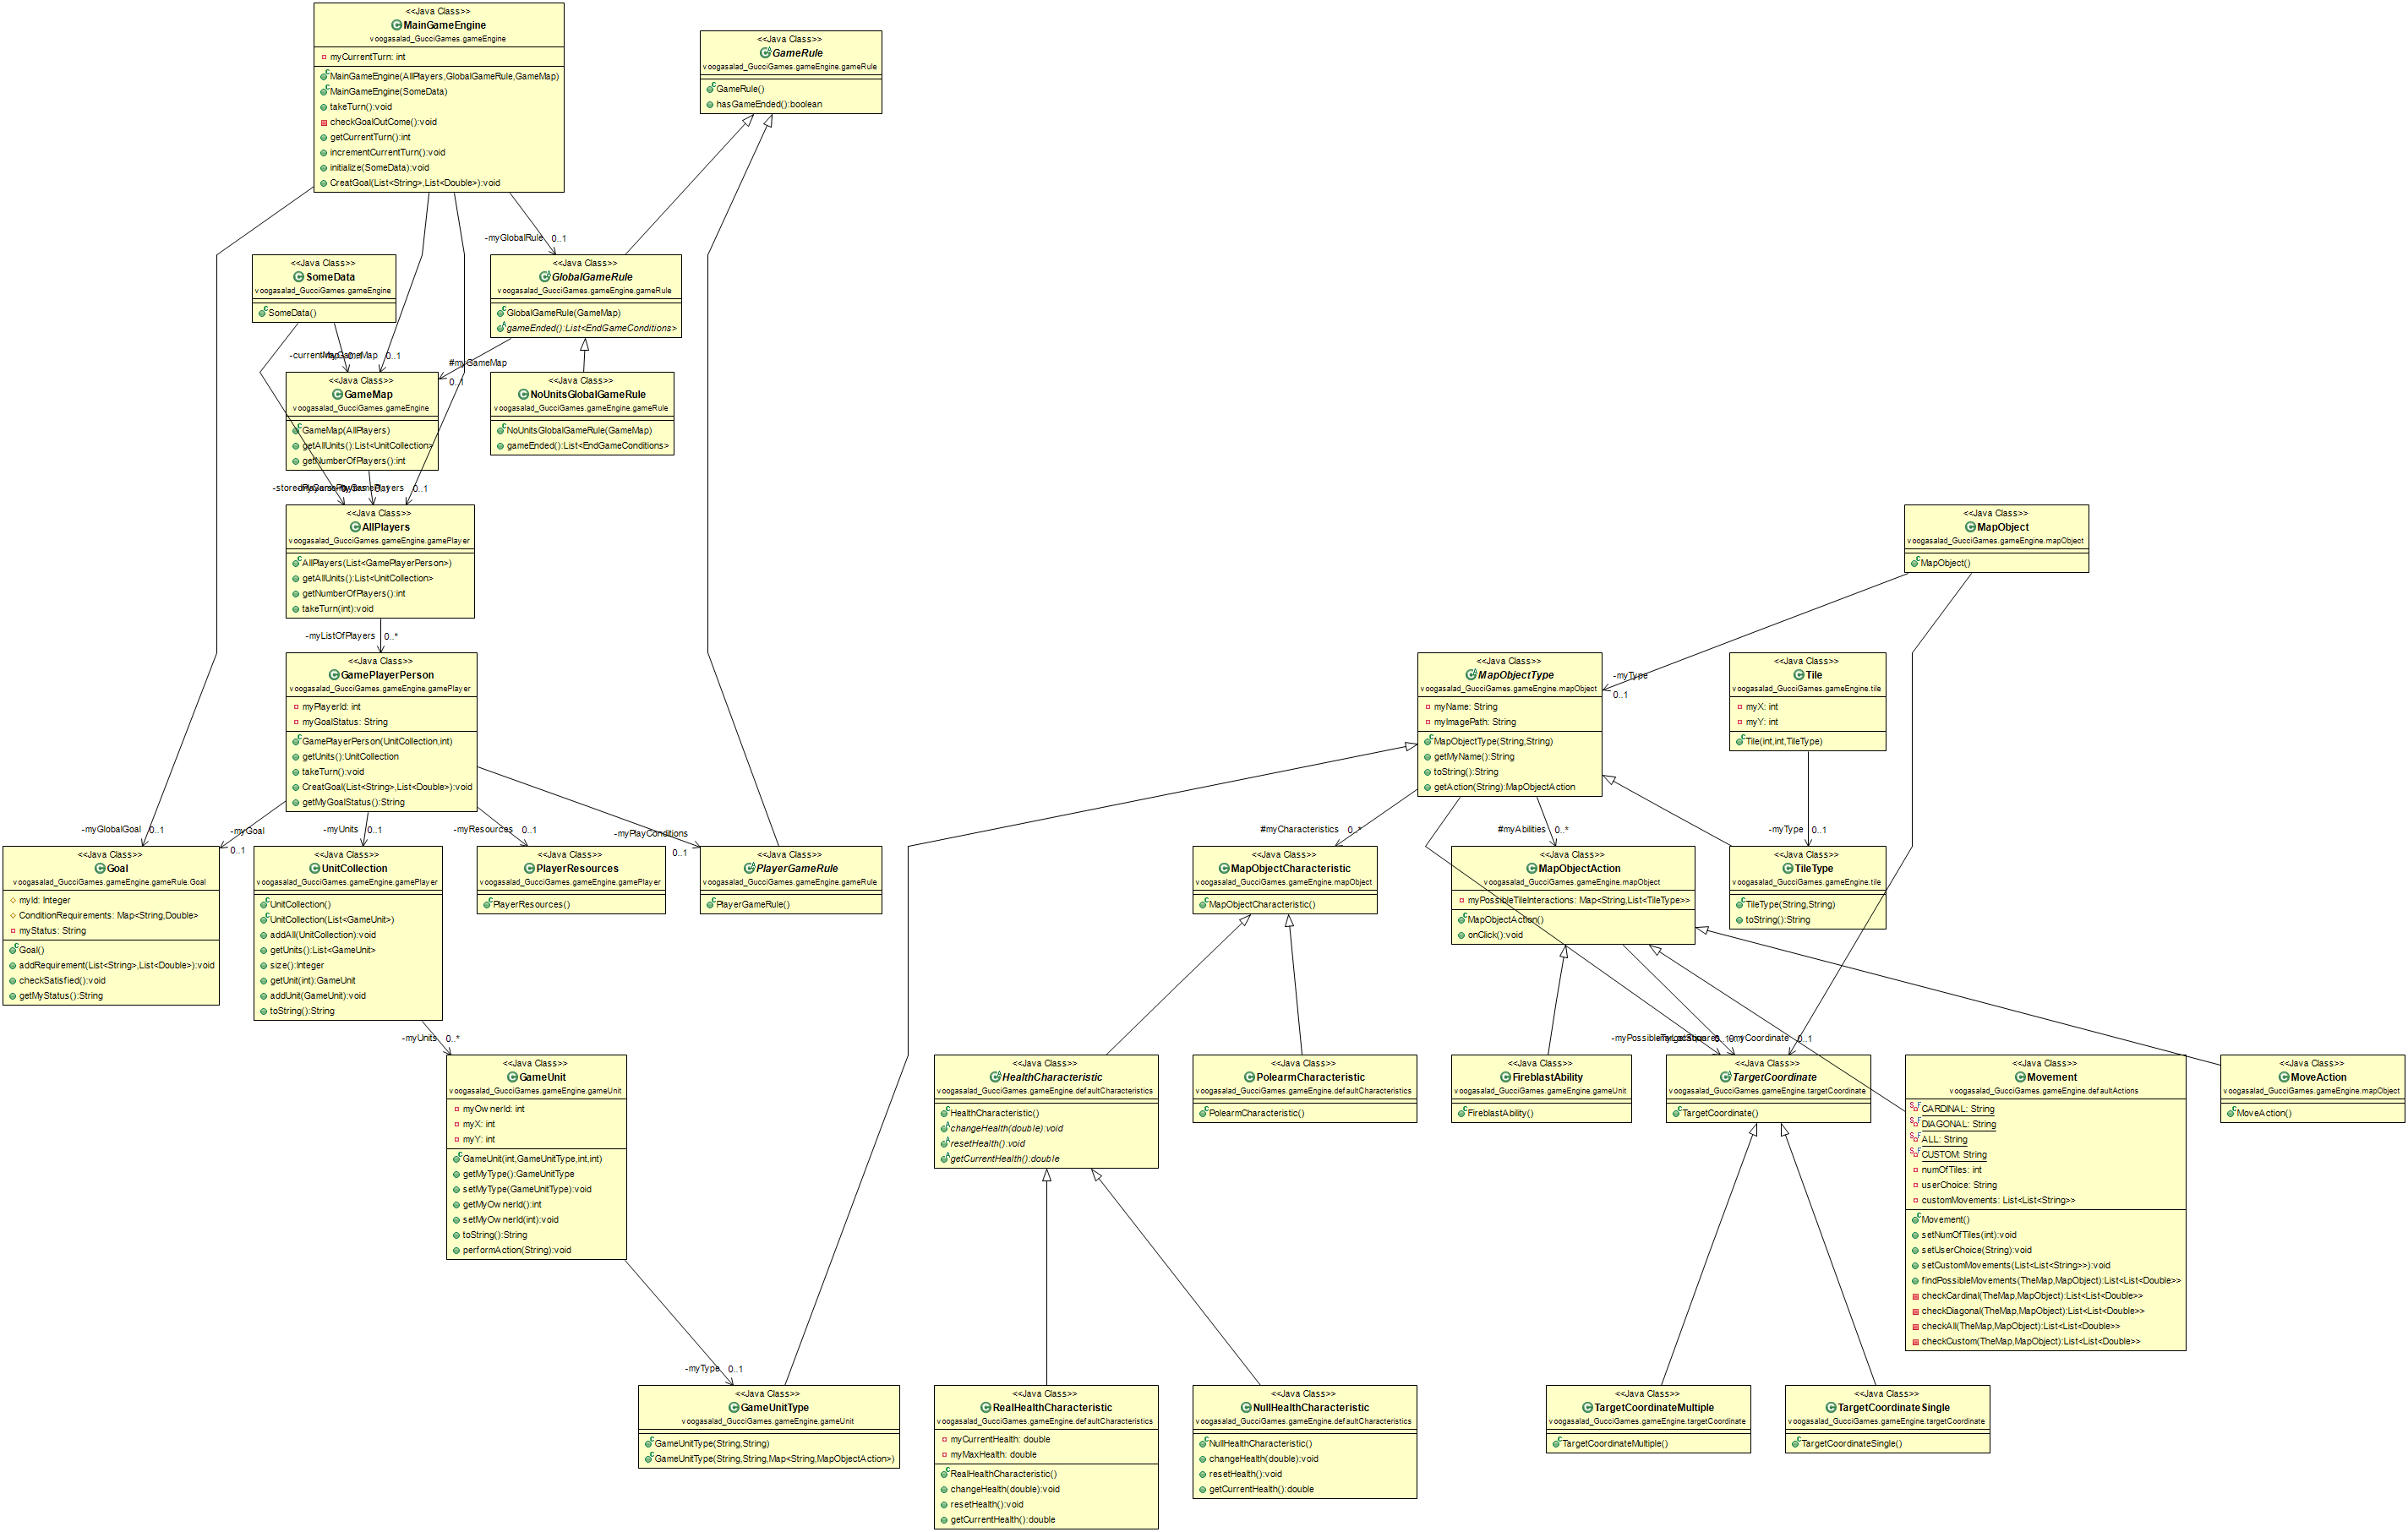 <<Java Class>>
MainGameEngine
voogasalad_GucciGames.gameEngine
myCurrentTurn: int
MainGameEngine(AllPlayers,GlobalGameRule,GameMap)
MainGameEngine(SomeData)
takeTurn():void
checkGoalOutCome():void
getCurrentTurn():int
incrementCurrentTurn():void
initialize(SomeData):void
CreatGoal(List<String>,List<Double>):void
<<Java Class>>
GameRule
voogasalad_GucciGames.gameEngine.gameRule
GameRule()
hasGameEnded():boolean
-myGlobalRule 0..1
<<Java Class>>
SomeData
voogasalad_GucciGames.gameEngine
SomeData()
<<Java Class>>
GlobalGameRule
voogasalad_GucciGames.gameEngine.gameRule
GlobalGameRule(GameMap)
gameEnded():List<EndGameConditions>
0..1
#myGameMap
0..1
<<Java Class>>
GameMap
voogasalad_GucciGames.gameEngine
GameMap(AllPlayers)
getAllUnits():List<UnitCollection>
getNumberOfPlayers():int
<<Java Class>>
NoUnitsGlobalGameRule
voogasalad_GucciGames.gameEngine.gameRule
NoUnitsGlobalGameRule(GameMap)
gameEnded():List<EndGameConditions>
0..1
<<Java Class>>
AllPlayers
voogasalad_GucciGames.gameEngine.gamePlayer
AllPlayers(List<GamePlayerPerson>)
getAllUnits():List<UnitCollection>
getNumberOfPlayers():int
takeTurn(int):void
<<Java Class>>
MapObject
voogasalad_GucciGames.gameEngine.mapObject
MapObject()
-myListOfPlayers 0..*
<<Java Class>>
GamePlayerPerson
voogasalad_GucciGames.gameEngine.gamePlayer
myPlayerId: int
myGoalStatus: String
GamePlayerPerson(UnitCollection,int)
getUnits():UnitCollection
takeTurn():void
CreatGoal(List<String>,List<Double>):void
getMyGoalStatus():String
<<Java Class>>
MapObjectType
voogasalad_GucciGames.gameEngine.mapObject
myName: String
myImagePath: String
MapObjectType(String,String)
getMyName():String
toString():String
getAction(String):MapObjectAction
-myType
0..1
<<Java Class>>
Tile
voogasalad_GucciGames.gameEngine.tile
myX: int
myY: int
Tile(int,int,TileType)
-myGlobalGoal 0..1
-myGoal
0..1
-myUnits 0..1
-myResources 0..1
-myPlayConditions
0..1
#myCharacteristics 0..*
#myAbilities 0..*
-myType 0..1
<<Java Class>>
Goal
voogasalad_GucciGames.gameEngine.gameRule.Goal
myId: Integer
ConditionRequirements: Map<String,Double>
myStatus: String
Goal()
addRequirement(List<String>,List<Double>):void
checkSatisfied():void
getMyStatus():String
<<Java Class>>
UnitCollection
voogasalad_GucciGames.gameEngine.gamePlayer
UnitCollection()
UnitCollection(List<GameUnit>)
addAll(UnitCollection):void
getUnits():List<GameUnit>
size():Integer
getUnit(int):GameUnit
addUnit(GameUnit):void
toString():String
<<Java Class>>
PlayerResources
voogasalad_GucciGames.gameEngine.gamePlayer
PlayerResources()
<<Java Class>>
PlayerGameRule
voogasalad_GucciGames.gameEngine.gameRule
PlayerGameRule()
<<Java Class>>
MapObjectCharacteristic
voogasalad_GucciGames.gameEngine.mapObject
MapObjectCharacteristic()
<<Java Class>>
MapObjectAction
voogasalad_GucciGames.gameEngine.mapObject
myPossibleTileInteractions: Map<String,List<TileType>>
MapObjectAction()
onClick():void
<<Java Class>>
TileType
voogasalad_GucciGames.gameEngine.tile
TileType(String,String)
toString():String
-myUnits 0..*
-myCoordinate 0..1
<<Java Class>>
GameUnit
voogasalad_GucciGames.gameEngine.gameUnit
myOwnerId: int
myX: int
myY: int
GameUnit(int,GameUnitType,int,int)
getMyType():GameUnitType
setMyType(GameUnitType):void
getMyOwnerId():int
setMyOwnerId(int):void
toString():String
performAction(String):void
<<Java Class>>
HealthCharacteristic
voogasalad_GucciGames.gameEngine.defaultCharacteristics
HealthCharacteristic()
changeHealth(double):void
resetHealth():void
getCurrentHealth():double
<<Java Class>>
PolearmCharacteristic
voogasalad_GucciGames.gameEngine.defaultCharacteristics
PolearmCharacteristic()
<<Java Class>>
FireblastAbility
voogasalad_GucciGames.gameEngine.gameUnit
FireblastAbility()
<<Java Class>>
TargetCoordinate
voogasalad_GucciGames.gameEngine.targetCoordinate
TargetCoordinate()
<<Java Class>>
Movement
voogasalad_GucciGames.gameEngine.defaultActions
CARDINAL: String
DIAGONAL: String
ALL: String
CUSTOM: String
numOfTiles: int
userChoice: String
customMovements: List<List<String>>
Movement()
setNumOfTiles(int):void
setUserChoice(String):void
setCustomMovements(List<List<String>>):void
findPossibleMovements(TheMap,MapObject):List<List<Double>>
checkCardinal(TheMap,MapObject):List<List<Double>>
checkDiagonal(TheMap,MapObject):List<List<Double>>
checkAll(TheMap,MapObject):List<List<Double>>
checkCustom(TheMap,MapObject):List<List<Double>>
<<Java Class>>
MoveAction
voogasalad_GucciGames.gameEngine.mapObject
MoveAction()
-myType 0..1
<<Java Class>>
GameUnitType
voogasalad_GucciGames.gameEngine.gameUnit
GameUnitType(String,String)
GameUnitType(String,String,Map<String,MapObjectAction>)
<<Java Class>>
RealHealthCharacteristic
voogasalad_GucciGames.gameEngine.defaultCharacteristics
myCurrentHealth: double
myMaxHealth: double
RealHealthCharacteristic()
changeHealth(double):void
resetHealth():void
getCurrentHealth():double
<<Java Class>>
NullHealthCharacteristic
voogasalad_GucciGames.gameEngine.defaultCharacteristics
NullHealthCharacteristic()
changeHealth(double):void
resetHealth():void
getCurrentHealth():double
<<Java Class>>
TargetCoordinateMultiple
voogasalad_GucciGames.gameEngine.targetCoordinate
TargetCoordinateMultiple()
<<Java Class>>
TargetCoordinateSingle
voogasalad_GucciGames.gameEngine.targetCoordinate
TargetCoordinateSingle()